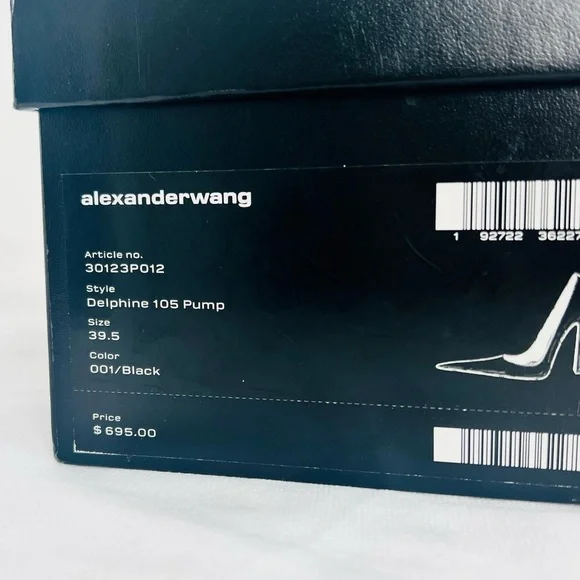 alexanderwang
1 92722 36227
Article no.
30123P012
Style
Delphine 105 Pump
Size
39.5
Color
001/Black
Price
$695.00